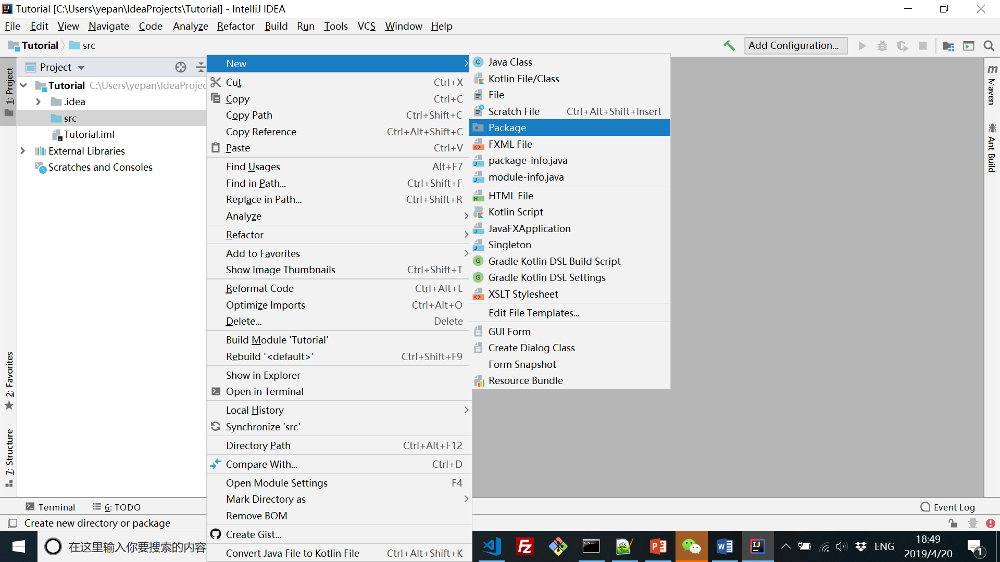 Tutorial [C:\Users\yepan\IdeaProjects\Tutorial] - IntelliJ IDEA
File Edit View Navigate Code Analyze Refactor Build Run Tools VCS Window Help
Tutorial src
Add Configuration...
1: Project
2: Favorites
7: Structure
Project
Tutorial C:\Users\yepan\IdeaProjec
.idea
src
Tutorial.iml
External Libraries
Scratches and Consoles
New
Cut Ctrl+X
Copy Ctrl+C
Copy Path Ctrl+Shift+C
Copy Reference Ctrl+Alt+Shift+C
Paste Ctrl+V
Find Usages Alt+F7
Find in Path... Ctrl+Shift+F
Replace in Path... Ctrl+Shift+R
Analyze
Refactor
Add to Favorites
Show Image Thumbnails Ctrl+Shift+T
Reformat Code Ctrl+Alt+L
Optimize Imports Ctrl+Alt+O
Delete... Delete
Build Module 'Tutorial'
Rebuild '<default>' Ctrl+Shift+F9
Show in Explorer
Open in Terminal
Local History
Synchronize 'src'
Directory Path Ctrl+Alt+F12
Compare With... Ctrl+D
Open Module Settings F4
Mark Directory as
Remove BOM
Create Gist...
Convert Java File to Kotlin File Ctrl+Alt+Shift+K
Java Class
Kotlin File/Class
File
Scratch File Ctrl+Alt+Shift+Insert
Package
FXML File
package-info.java
module-info.java
HTML File
Kotlin Script
JavaFXApplication
Singleton
Gradle Kotlin DSL Build Script
Gradle Kotlin DSL Settings
XSLT Stylesheet
Edit File Templates...
GUI Form
Create Dialog Class
Form Snapshot
Resource Bundle
Maven
Ant Build
Terminal 6: TODO
Event Log
Create new directory or package
在这里输入你要搜索的内容
ENG
18:49
2019/4/20
1